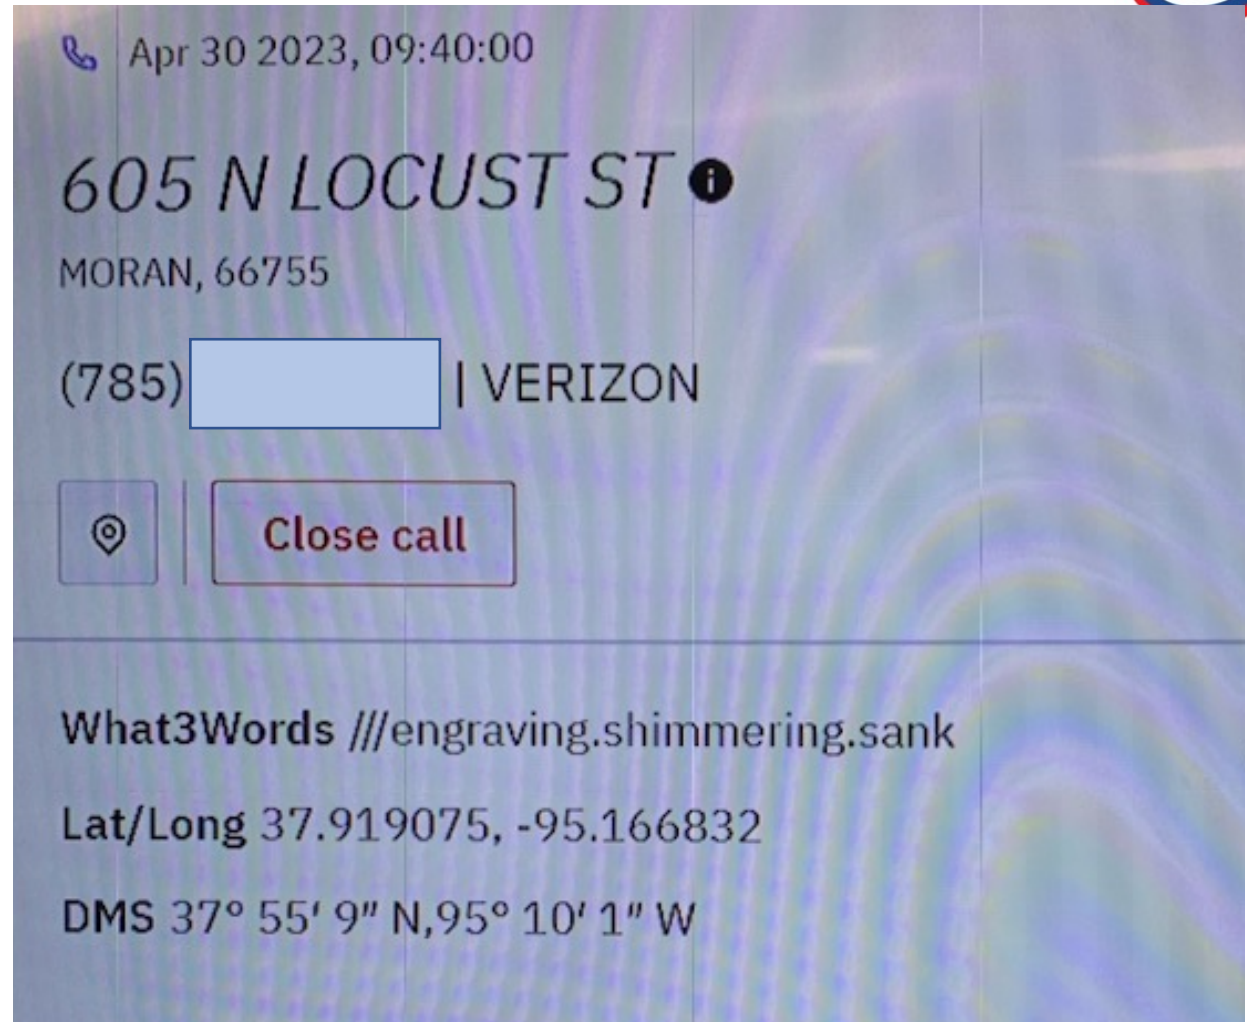 Apr 30 2023, 09:40:00
605 N LOCUST ST
MORAN, 66755
(785) | VERIZON
Close call
What3Words ///engraving.shimmering.sank
Lat/Long 37.919075, -95.166832
DMS 37° 55' 9" N,95° 10' 1" W